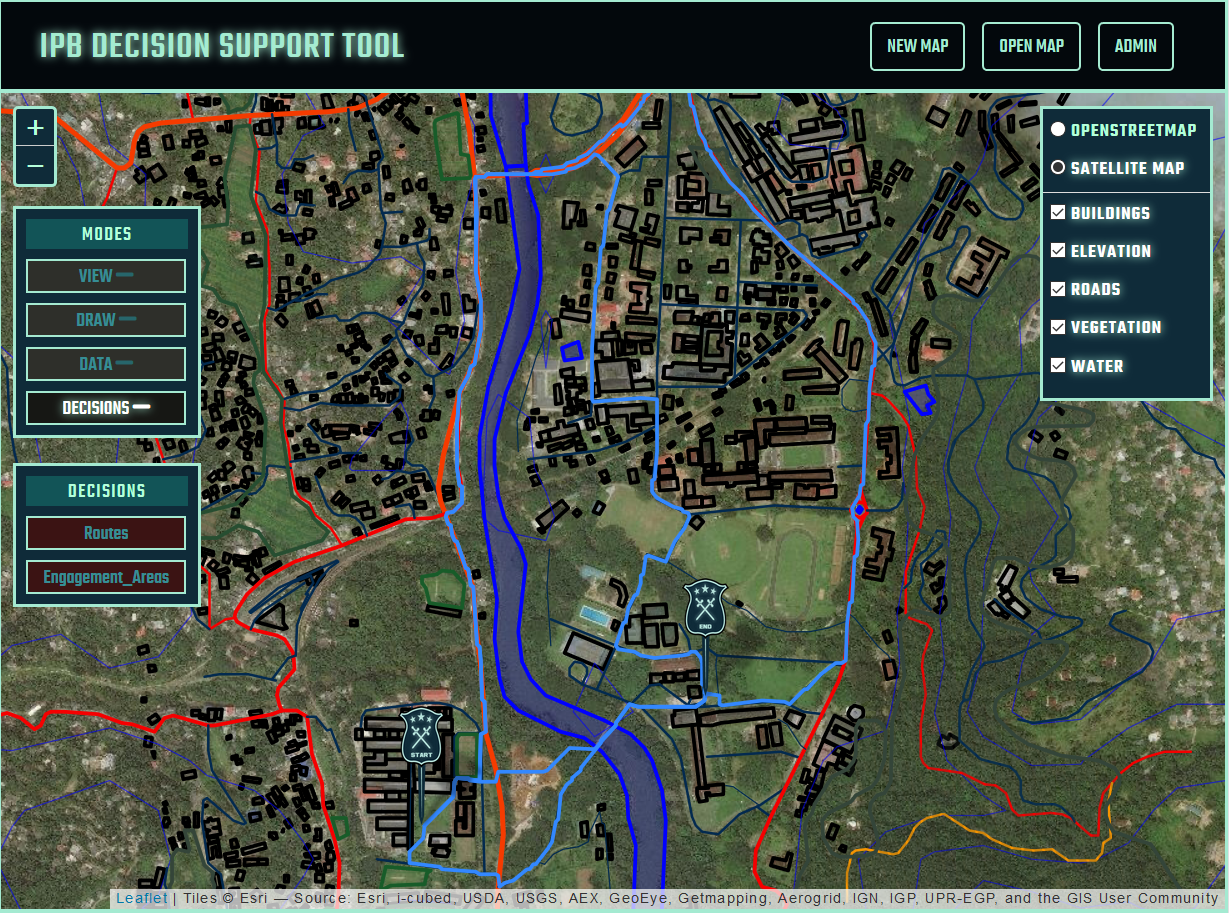 IPB DECISION SUPPORT TOOL
NEW MAP
OPEN MAP
ADMIN
+
−
OPENSTREETMAP
SATELLITE MAP
BUILDINGS
ELEVATION
ROADS
VEGETATION
WATER
MODES
VIEW
DRAW
DATA
DECISIONS
DECISIONS
Routes
Engagement_Areas
END
START
Leaflet | Tiles © Esri — Source: Esri, i-cubed, USDA, USGS, AEX, GeoEye, Getmapping, Aerogrid, IGN, IGP, UPR-EGP, and the GIS User Community